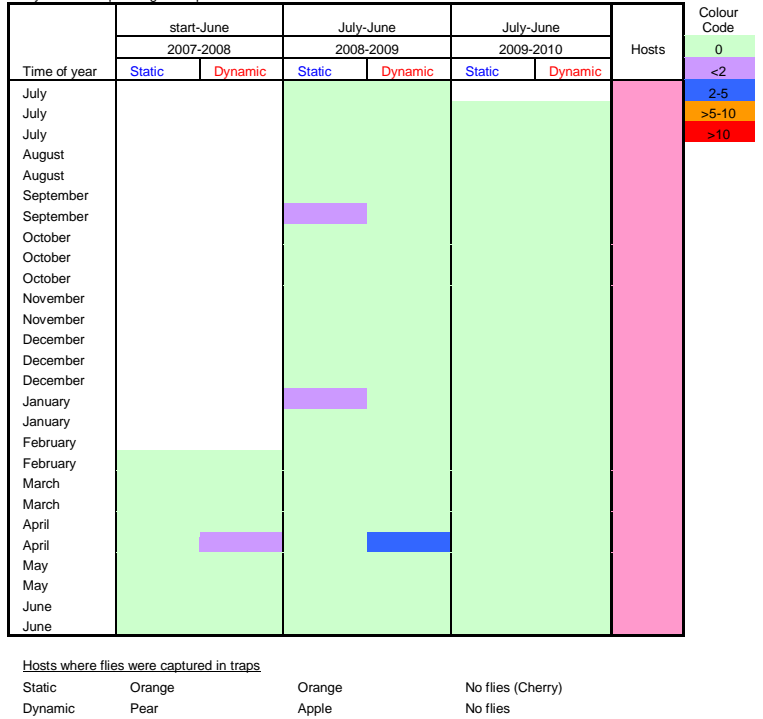 Colour
Code
start-June July-June July-June
2007-2008 2008-2009 2009-2010 Hosts 0
Time of year Static Dynamic Static Dynamic Static Dynamic <2
July 2-5
July >5-10
July >10
August
August
September
September
October
October
October
November
November
December
December
December
January
January
February
February
March
March
April
April
May
May
June
June
Hosts where flies were captured in traps
Static Orange Orange No flies (Cherry)
Dynamic Pear Apple No flies